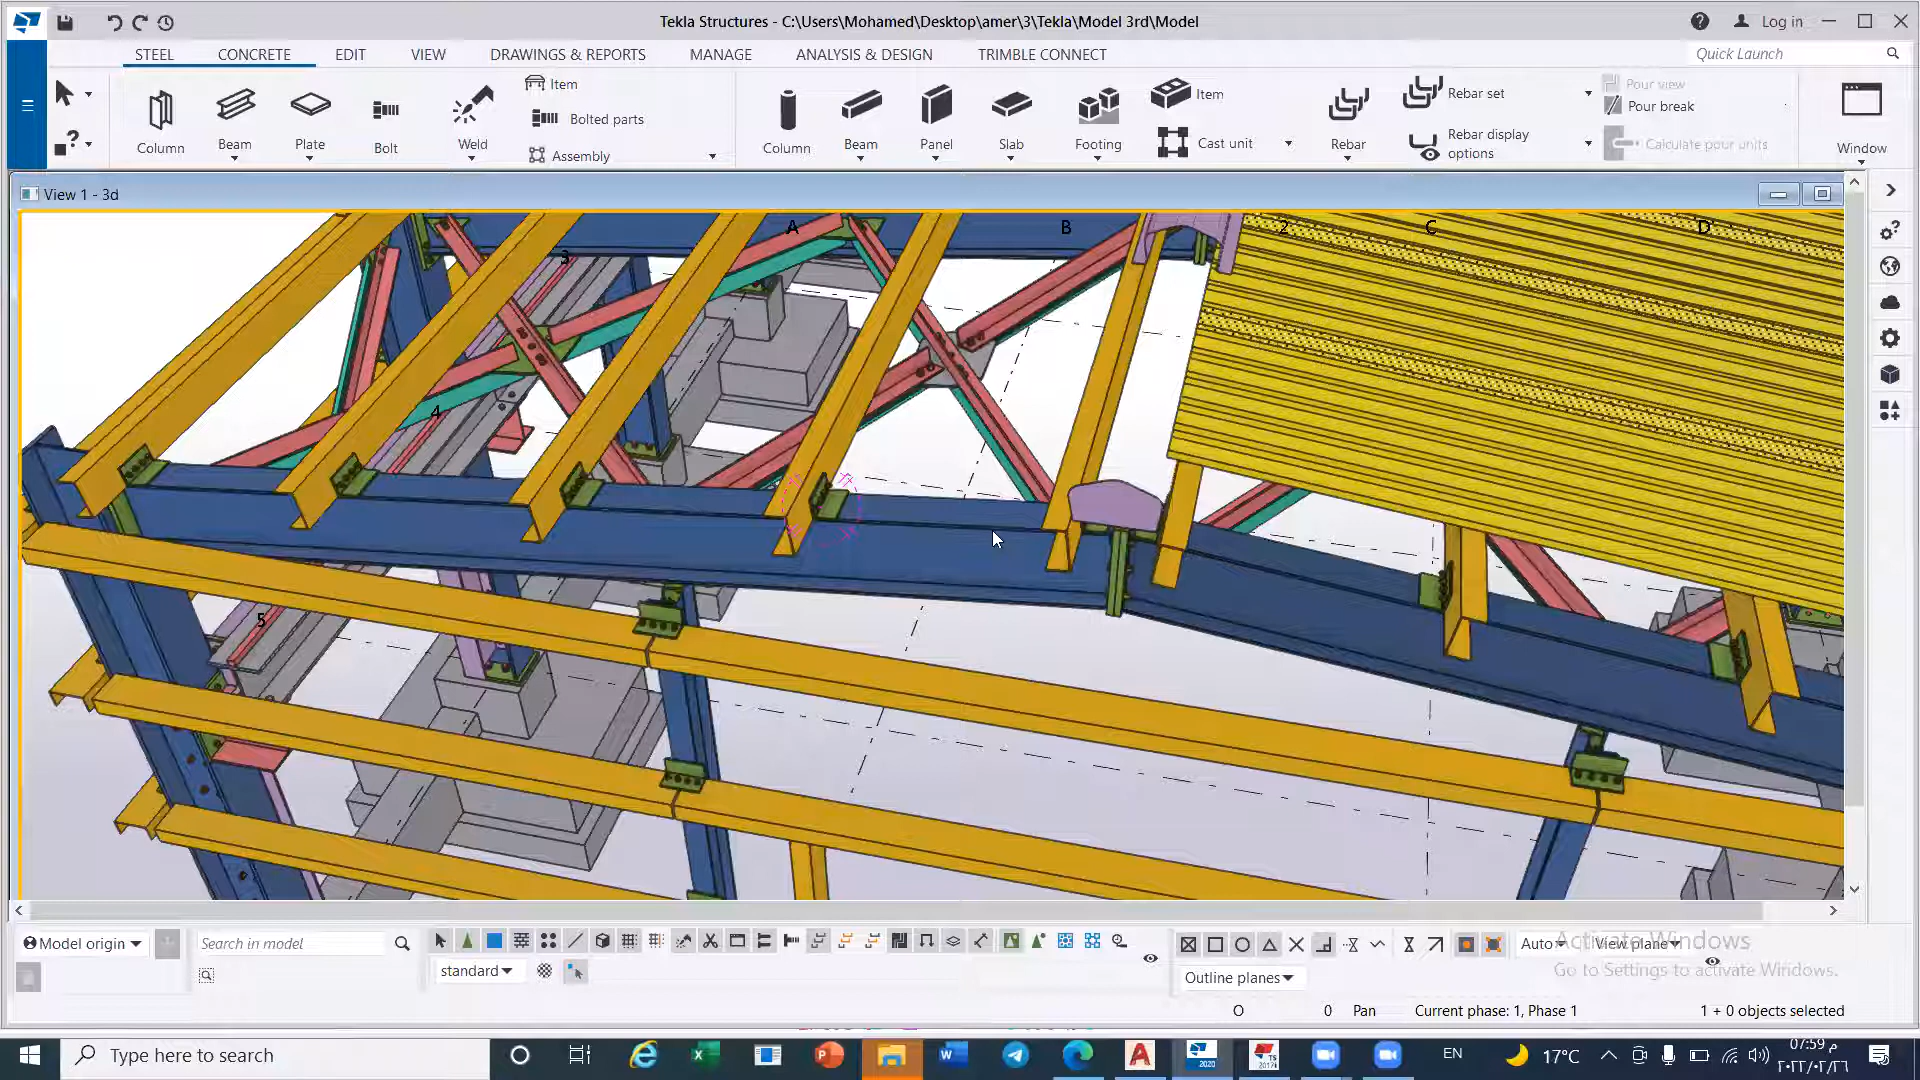 Tekla Structures - C:\Users\Mohamed\Desktop\amer\3\Tekla\Model 3rd\Model
Log in
STEEL CONCRETE EDIT VIEW DRAWINGS & REPORTS MANAGE ANALYSIS & DESIGN TRIMBLE CONNECT
Quick Launch
Column Beam Plate Bolt Weld
Item
Bolted parts
Assembly
Column Beam Panel Slab Footing
Item
Cast unit
Rebar
Rebar set
Rebar display options
Pour view
Pour break
Calculate pour units
Window
View 1 - 3d
A B 2 C D
3
4
5
Model origin
Search in model
standard
Auto View plane
Outline planes
Activate Windows
Go to Settings to activate Windows.
O 0 Pan Current phase: 1, Phase 1 1 + 0 objects selected
Type here to search
2020
EN
17°C
07:59 م
٢٠٢٢/٠٢/٢٦